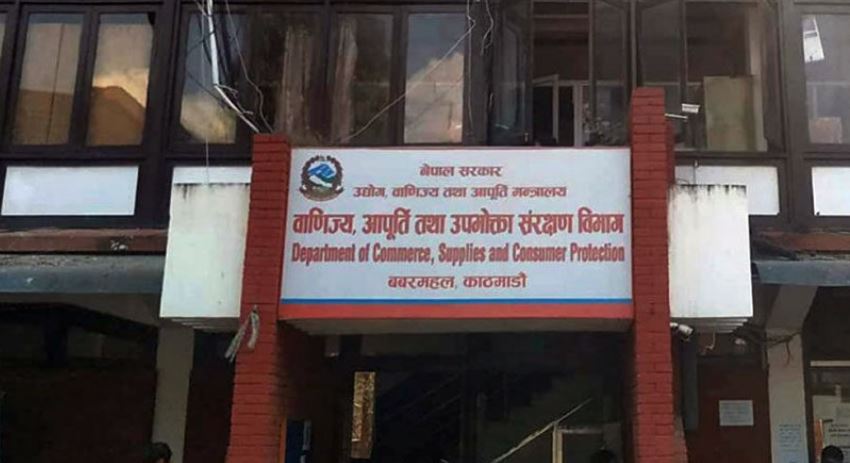 नेपाल सरकार
उद्योग, वाणिज्य तथा आपूर्ति मन्त्रालय
वाणिज्य, आपूर्ति तथा उपभोक्ता संरक्षण विभाग
Department of Commerce, Supplies and Consumer Protection
बबरमहल, काठमाडौं